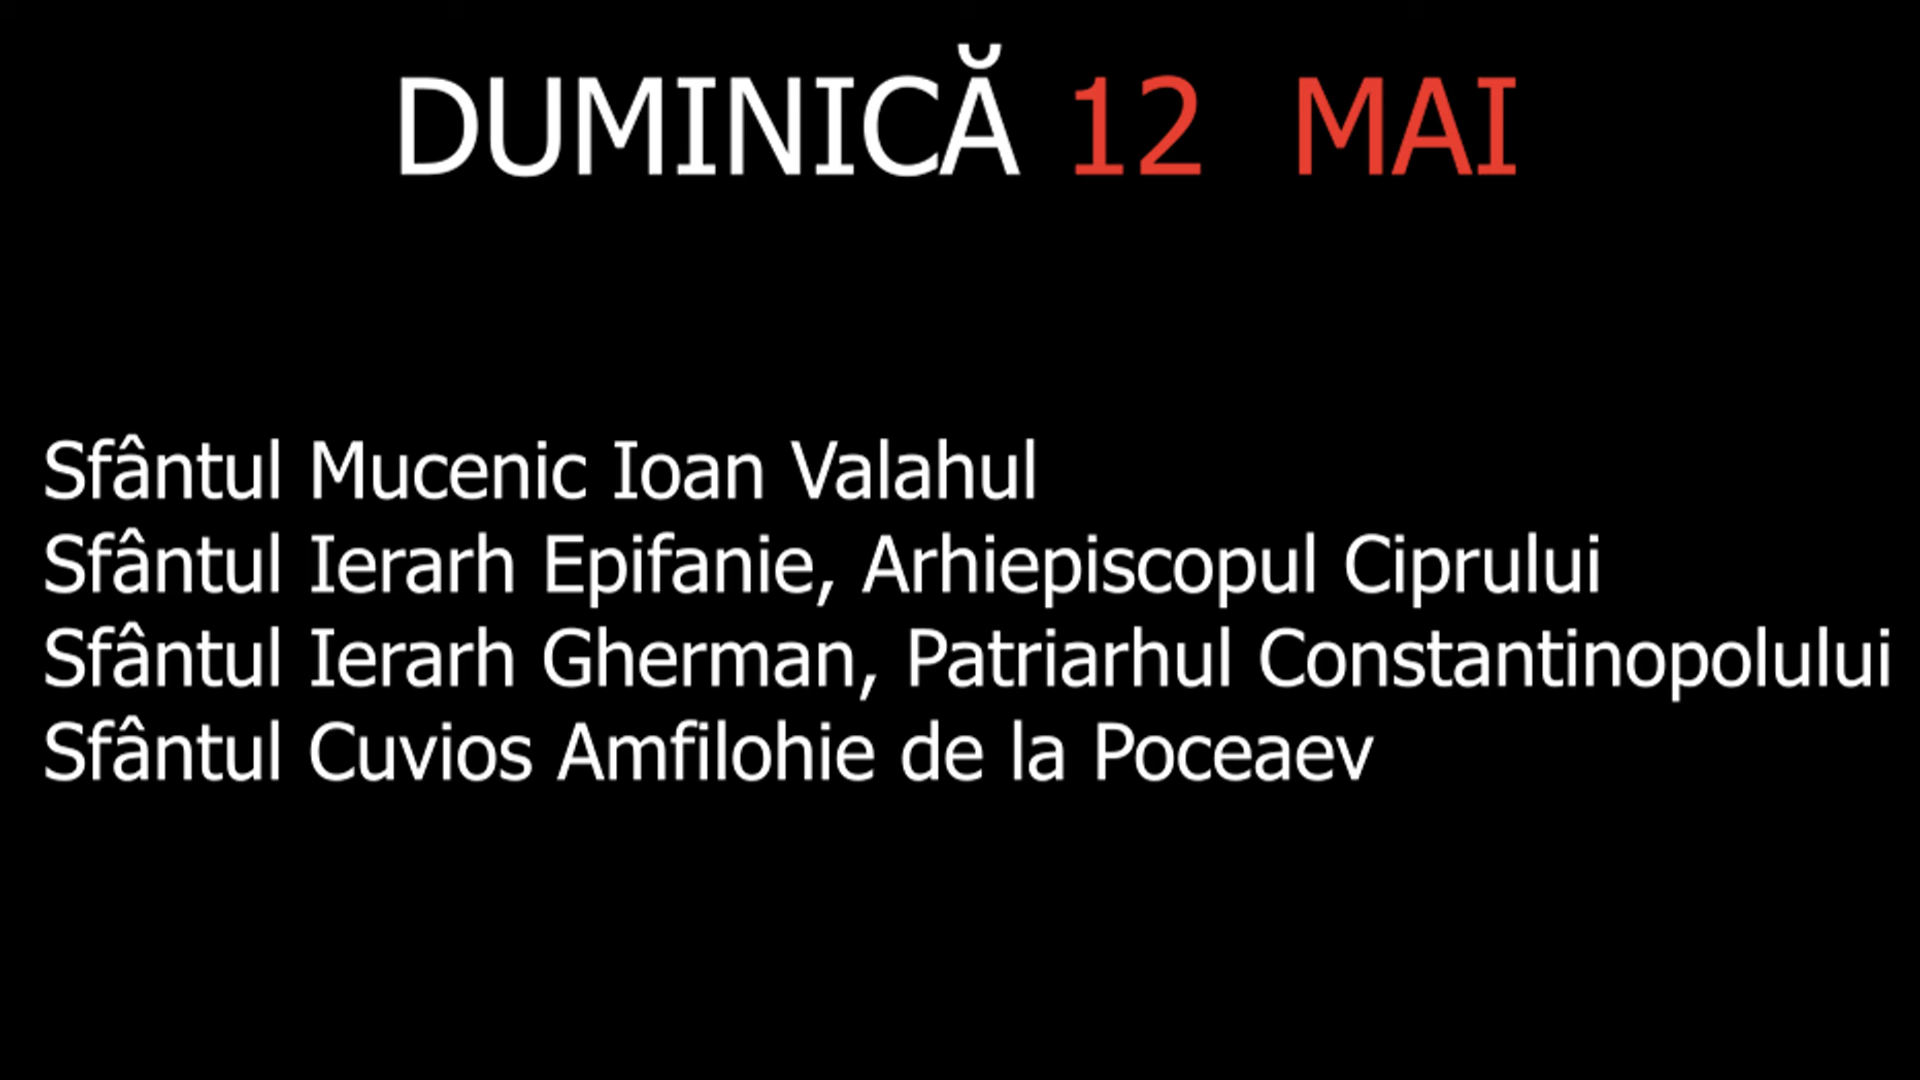 DUMINICĂ 12 MAI
Sfântul Mucenic Ioan Valahul
Sfântul Ierarh Epifanie, Arhiepiscopul Ciprului
Sfântul Ierarh Gherman, Patriarhul Constantinopolului
Sfântul Cuvios Amfilohie de la Poceaev